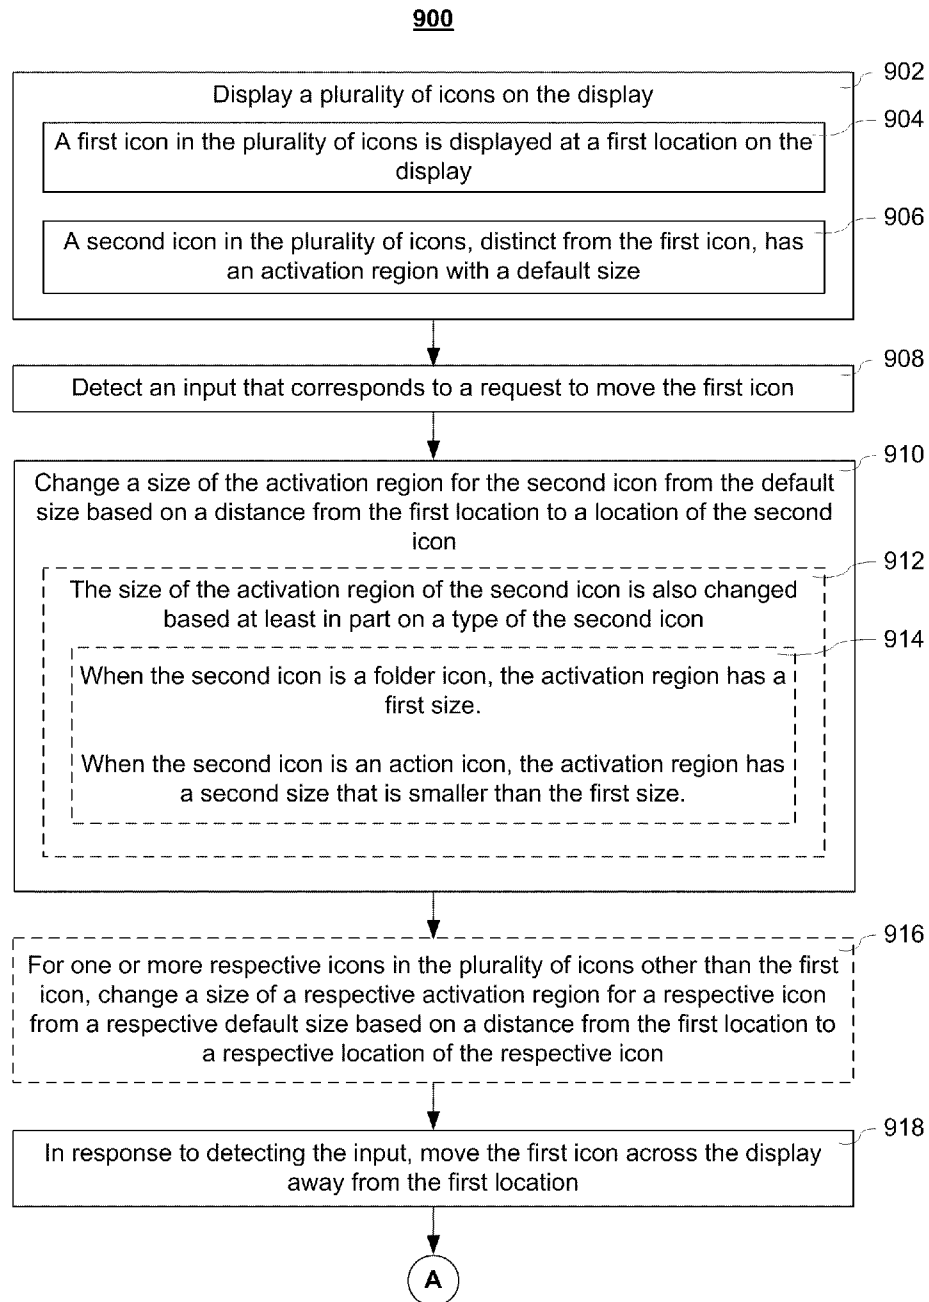 900
902
Display a plurality of icons on the display
904
A first icon in the plurality of icons is displayed at a first location on the
display
906
A second icon in the plurality of icons, distinct from the first icon, has
an activation region with a default size
908
Detect an input that corresponds to a request to move the first icon
910
Change a size of the activation region for the second icon from the default
size based on a distance from the first location to a location of the second
icon
912
The size of the activation region of the second icon is also changed
based at least in part on a type of the second icon
914
When the second icon is a folder icon, the activation region has a
first size.
When the second icon is an action icon, the activation region has
a second size that is smaller than the first size.
916
For one or more respective icons in the plurality of icons other than the first
icon, change a size of a respective activation region for a respective icon
from a respective default size based on a distance from the first location to
a respective location of the respective icon
918
In response to detecting the input, move the first icon across the display
away from the first location
A